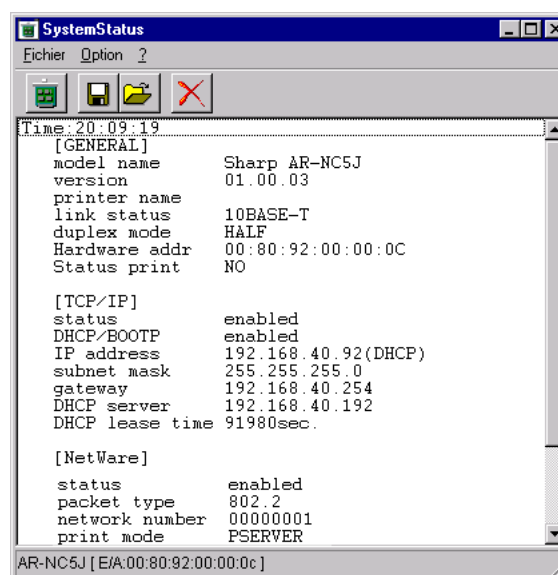 SystemStatus
Fichier Option ?
Time:20:09:19
[GENERAL]
model name Sharp AR-NC5J
version 01.00.03
printer name
link status 10BASE-T
duplex mode HALF
Hardware addr 00:80:92:00:00:0C
Status print NO
[TCP/IP]
status enabled
DHCP/BOOTP enabled
IP address 192.168.40.92(DHCP)
subnet mask 255.255.255.0
gateway 192.168.40.254
DHCP server 192.168.40.192
DHCP lease time 91980sec.
[NetWare]
status enabled
packet type 802.2
network number 00000001
print mode PSERVER
AR-NC5J [ E/A:00:80:92:00:00:0c ]